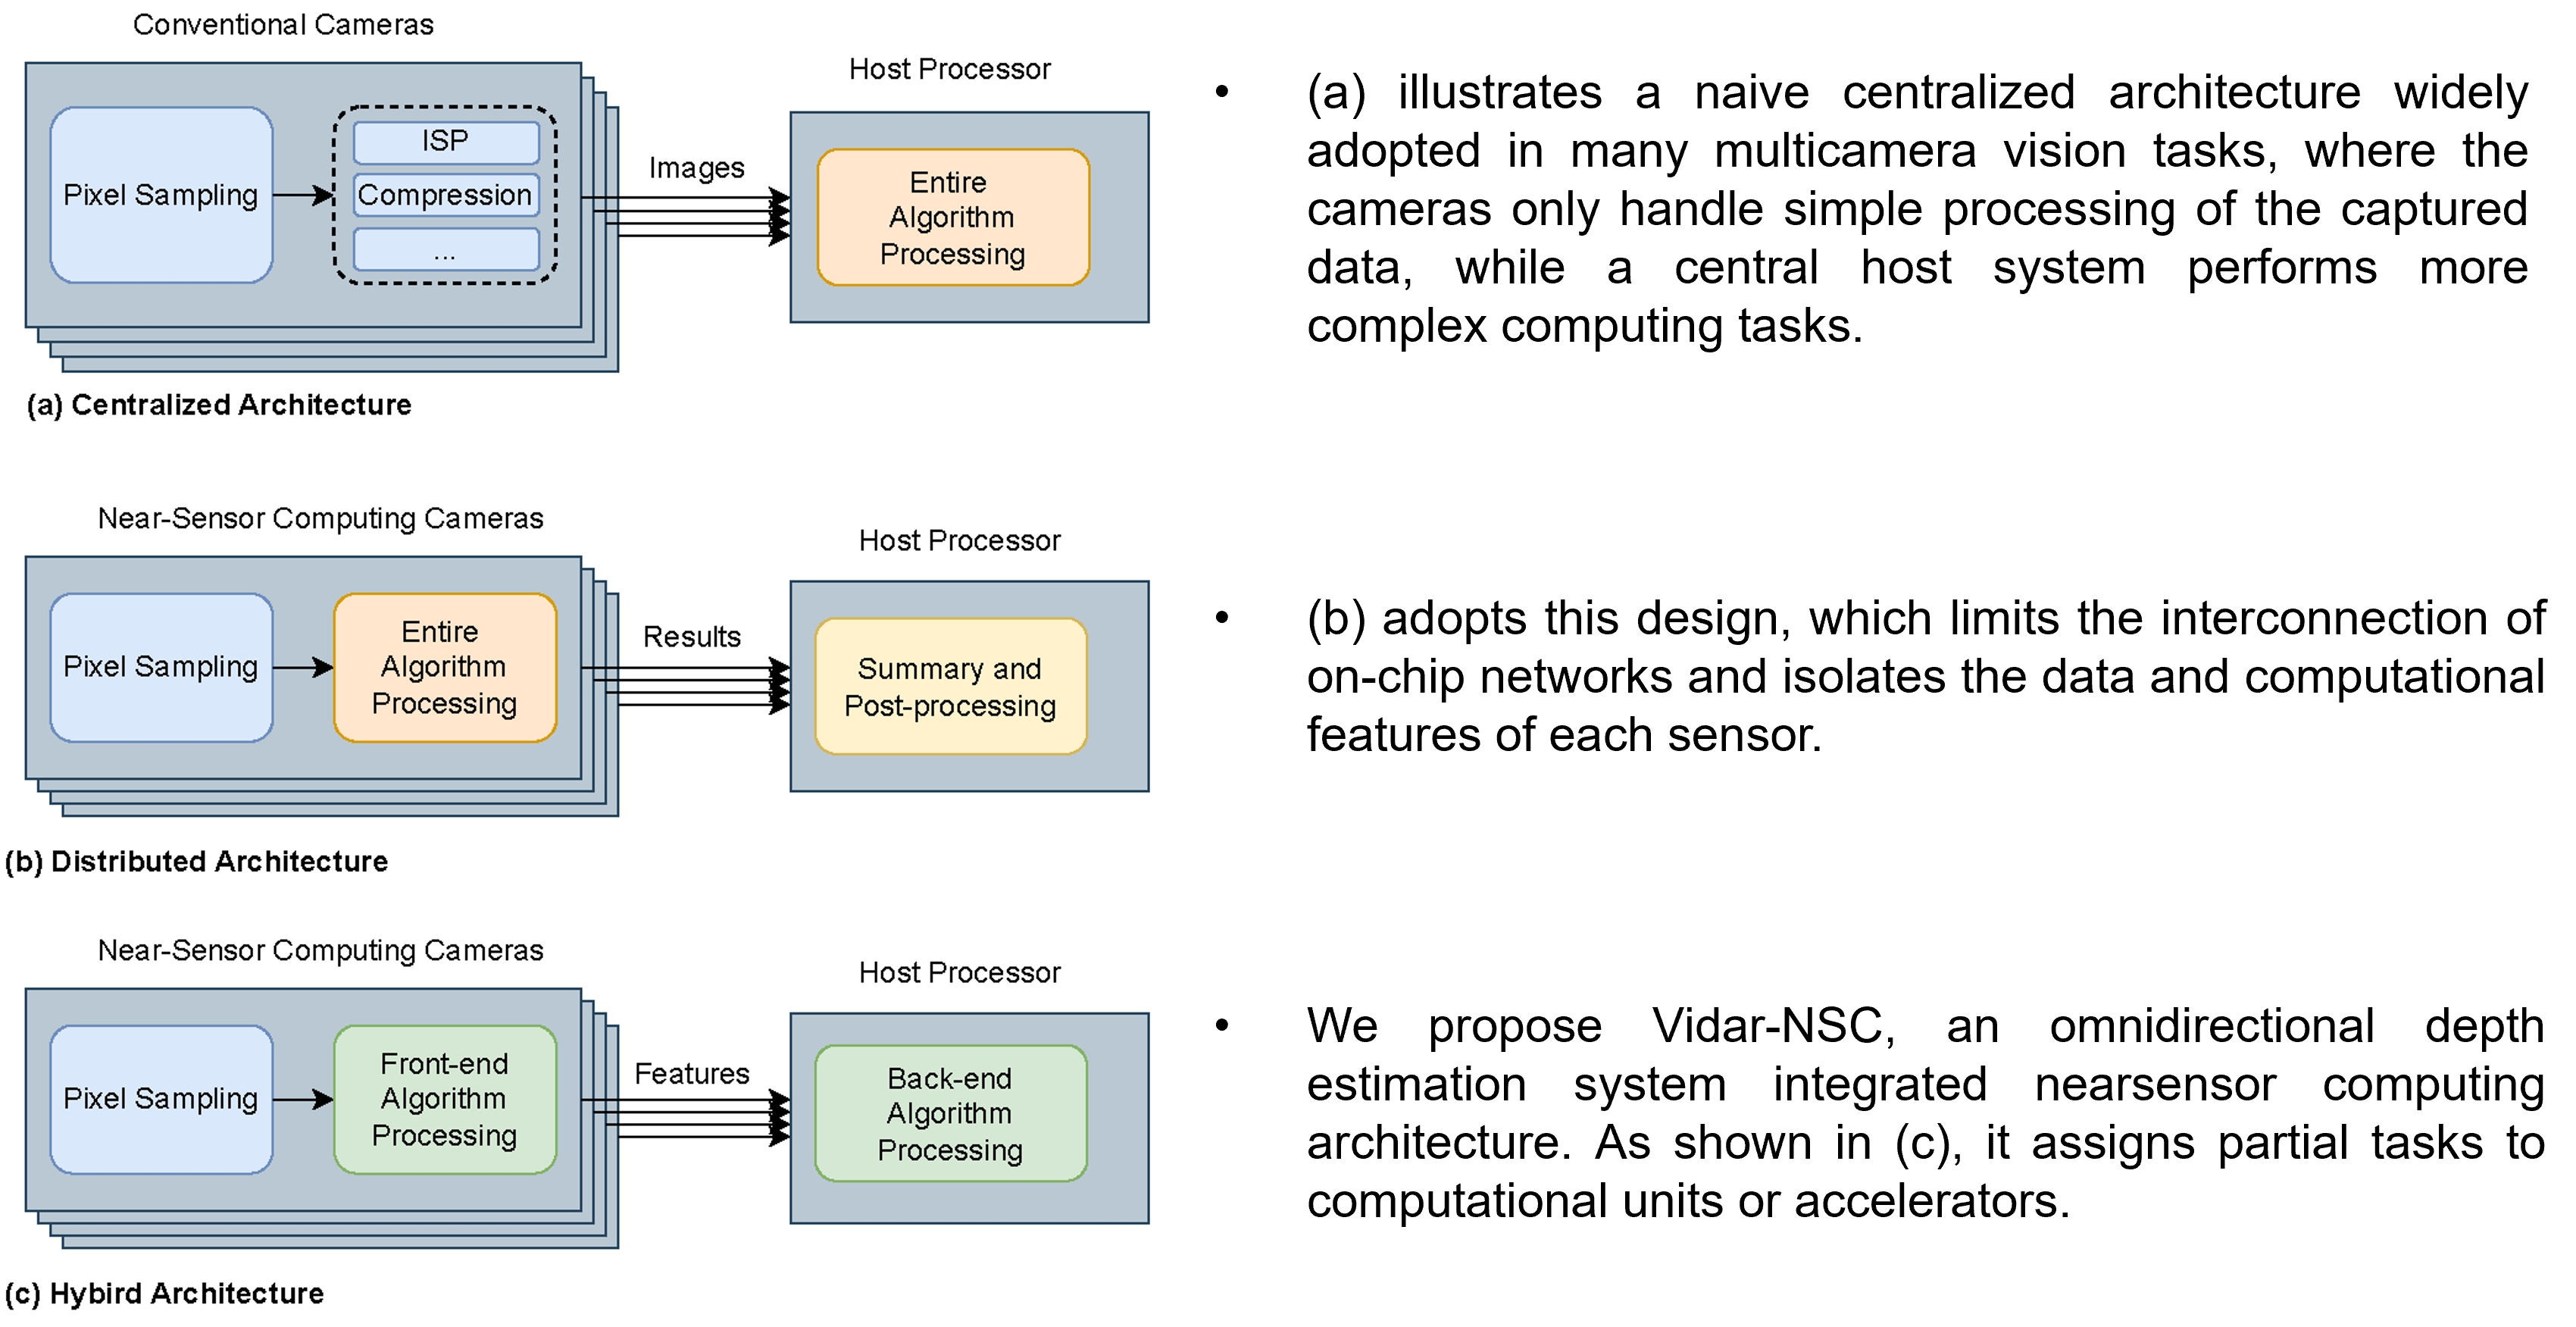 Conventional Cameras
Host Processor
Pixel Sampling
ISP
Compression
...
Images
Entire
Algorithm
Processing
(a) Centralized Architecture
• (a) illustrates a naive centralized architecture widely
adopted in many multicamera vision tasks, where the
cameras only handle simple processing of the captured
data, while a central host system performs more
complex computing tasks.
Near-Sensor Computing Cameras
Host Processor
Pixel Sampling
Entire
Algorithm
Processing
Results
Summary and
Post-processing
(b) Distributed Architecture
• (b) adopts this design, which limits the interconnection of
on-chip networks and isolates the data and computational
features of each sensor.
Near-Sensor Computing Cameras
Host Processor
Pixel Sampling
Front-end
Algorithm
Processing
Features
Back-end
Algorithm
Processing
(c) Hybird Architecture
• We propose Vidar-NSC, an omnidirectional depth
estimation system integrated nearsensor computing
architecture. As shown in (c), it assigns partial tasks to
computational units or accelerators.